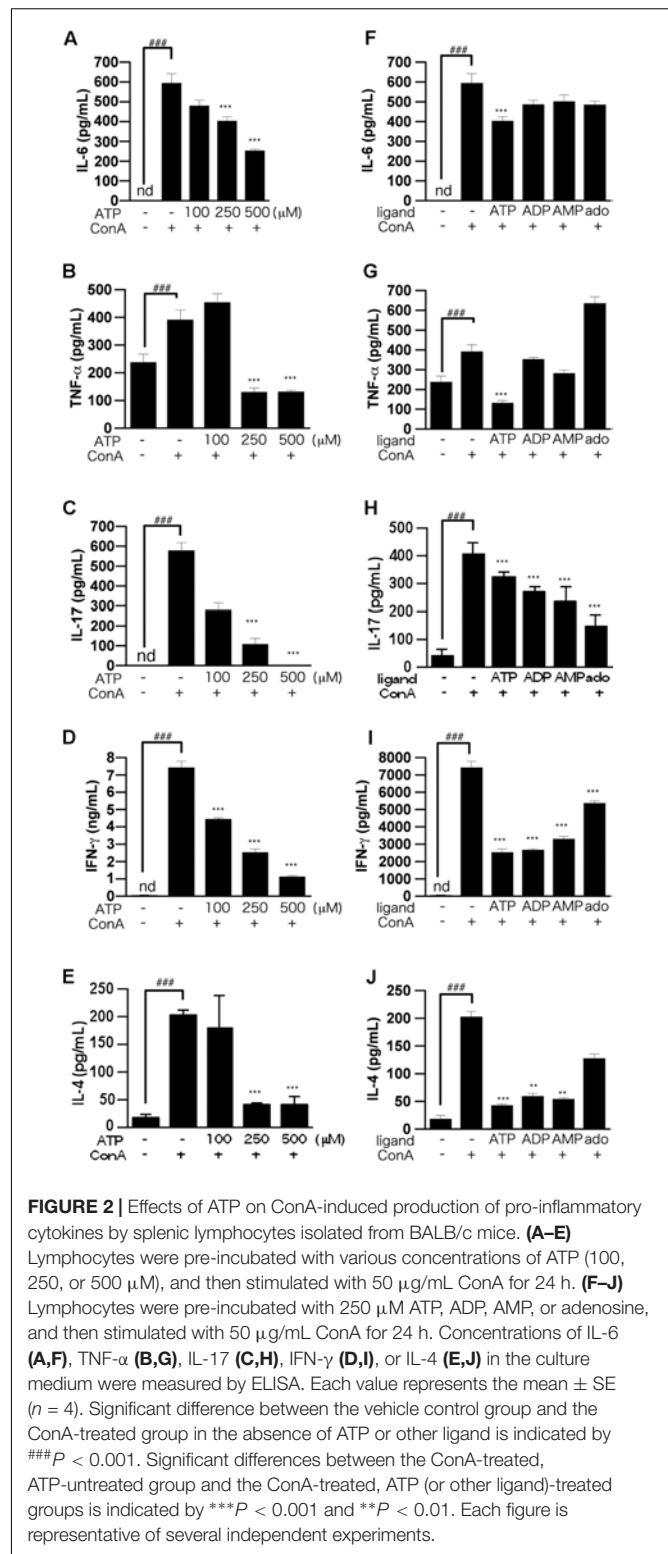 A
###
700
600
500
400
300
200
100
0
IL-6
(pg/mL)
***
***
nd
ATP - - 100 250 500 (μM)
ConA - + + + +
F
###
700
600
500
400
300
200
100
0
IL-6
(pg/mL)
***
nd
ligand - - ATP ADP AMP ado
ConA - + + + + +
B
###
500
400
300
200
100
0
TNF-α
(pg/mL)
***
***
ATP - - 100 250 500 (μM)
ConA - + + + +
G
###
700
600
500
400
300
200
100
0
TNF-α
(pg/mL)
***
ligand - - ATP ADP AMP ado
ConA - + + + + +
C
###
700
600
500
400
300
200
100
0
IL-17
(pg/mL)
***
***
nd
ATP - - 100 250 500 (μM)
ConA - + + + +
H
###
500
400
300
200
100
0
IL-17
(pg/mL)
***
***
***
***
ligand - - ATP ADP AMP ado
ConA - + + + + +
D
###
8
7
6
5
4
3
2
1
0
IFN-γ
(ng/mL)
***
***
***
nd
ATP - - 100 250 500 (μM)
ConA - + + + +
I
###
8000
7000
6000
5000
4000
3000
2000
1000
0
IFN-γ
(pg/mL)
***
***
***
***
nd
ligand - - ATP ADP AMP ado
ConA - + + + + +
E
###
250
200
150
100
50
0
IL-4
(pg/mL)
***
***
ATP - - 100 250 500 (μM)
ConA - + + + +
J
###
250
200
150
100
50
0
IL-4
(pg/mL)
***
**
**
ligand - - ATP ADP AMP ado
ConA - + + + + +
FIGURE 2 | Effects of ATP on ConA-induced production of pro-inflammatory
cytokines by splenic lymphocytes isolated from BALB/c mice. (A–E)
Lymphocytes were pre-incubated with various concentrations of ATP (100,
250, or 500 μM), and then stimulated with 50 μg/mL ConA for 24 h. (F–J)
Lymphocytes were pre-incubated with 250 μM ATP, ADP, AMP, or adenosine,
and then stimulated with 50 μg/mL ConA for 24 h. Concentrations of IL-6
(A,F), TNF-α (B,G), IL-17 (C,H), IFN-γ (D,I), or IL-4 (E,J) in the culture
medium were measured by ELISA. Each value represents the mean ± SE
(n = 4). Significant difference between the vehicle control group and the
ConA-treated group in the absence of ATP or other ligand is indicated by
###P < 0.001. Significant differences between the ConA-treated,
ATP-untreated group and the ConA-treated, ATP (or other ligand)-treated
groups is indicated by ***P < 0.001 and **P < 0.01. Each figure is
representative of several independent experiments.